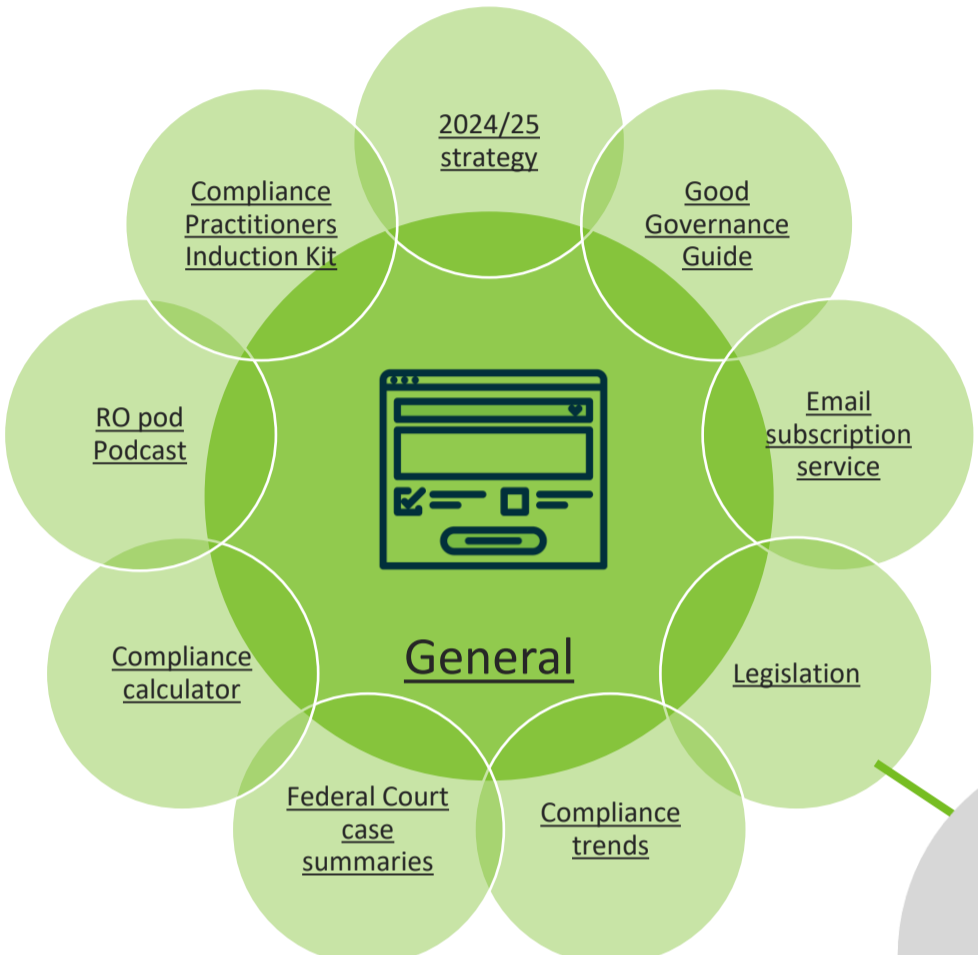 2024/25
strategy
Good
Governance
Guide
Email
subscription
service
Legislation
Compliance
trends
Federal Court
case
summaries
Compliance
calculator
RO pod
Podcast
Compliance
Practitioners
Induction Kit
General